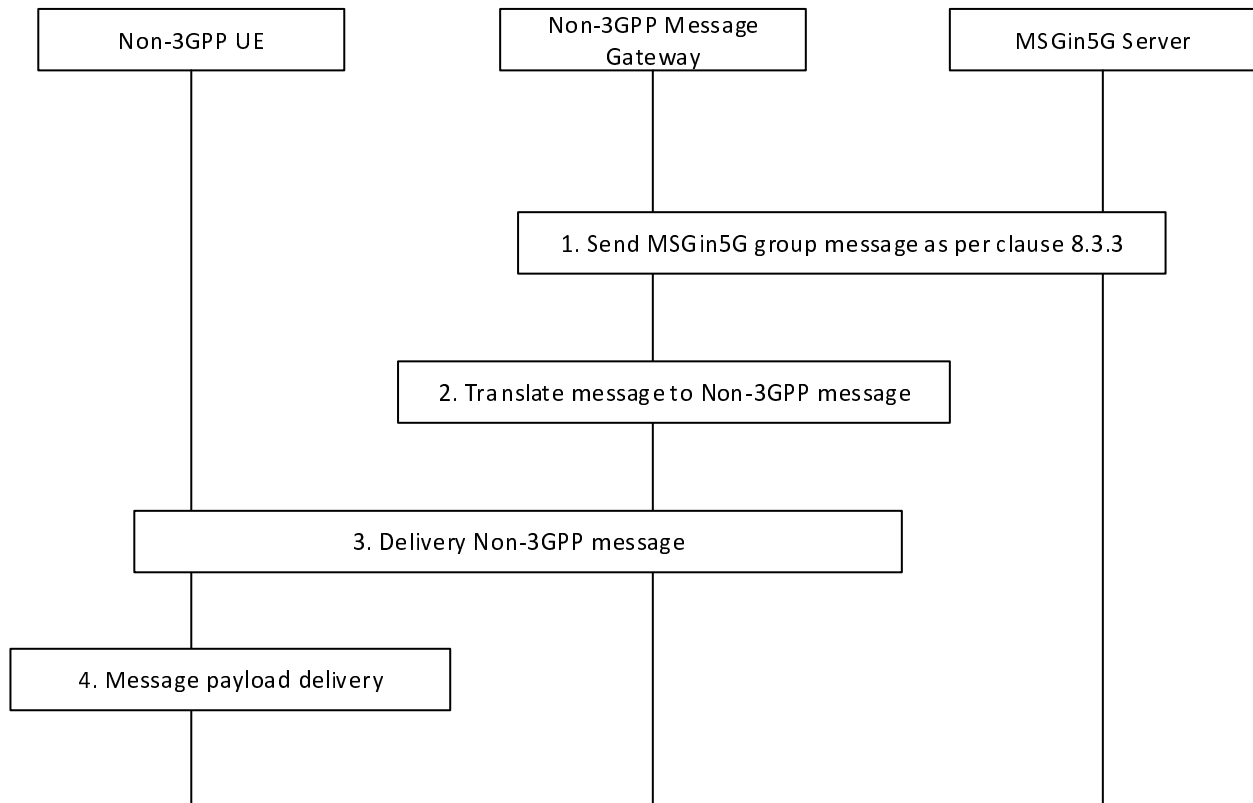 Non-3GPP UE
Non-3GPP Message
Gateway
MSGin5G Server
1. Send MSGin5G group message as per clause 8.3.3
2. Translate message to Non-3GPP message
3. Delivery Non-3GPP message
4. Message payload delivery